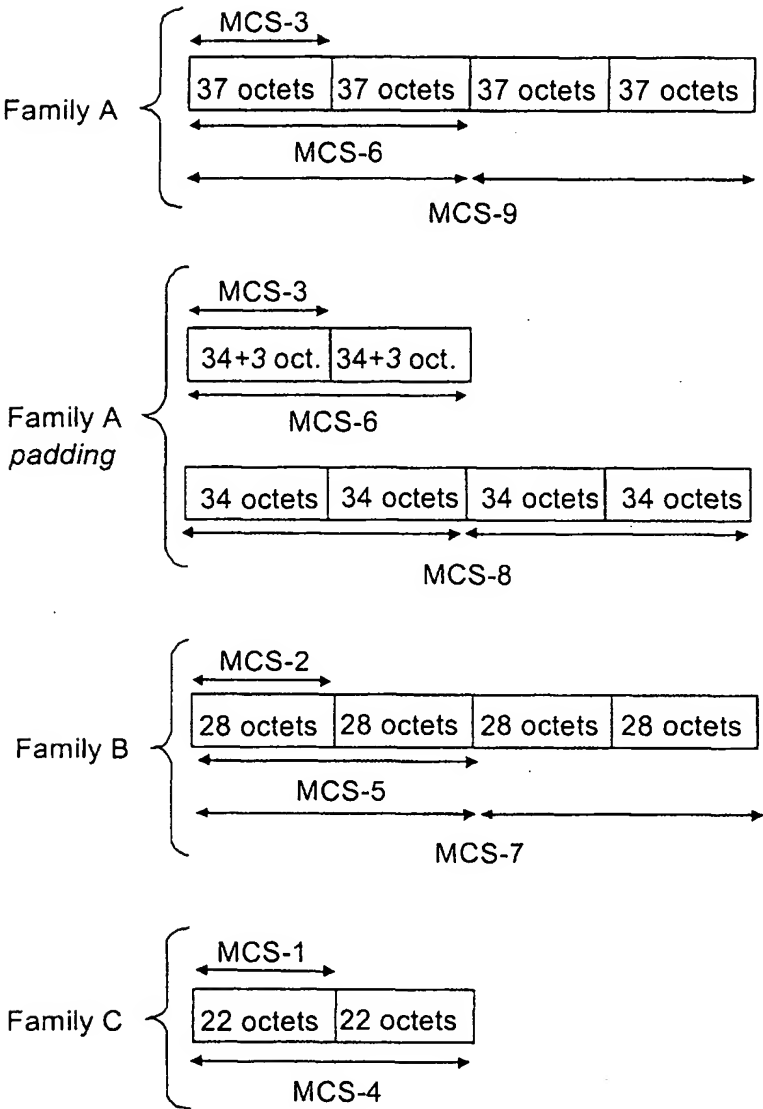 MCS-3
Family A
37 octets 37 octets 37 octets 37 octets
MCS-6
MCS-9
MCS-3
34+3 oct. 34+3 oct.
MCS-6
Family A
padding
34 octets 34 octets 34 octets 34 octets
MCS-8
MCS-2
28 octets 28 octets 28 octets 28 octets
Family B
MCS-5
MCS-7
MCS-1
22 octets 22 octets
Family C
MCS-4